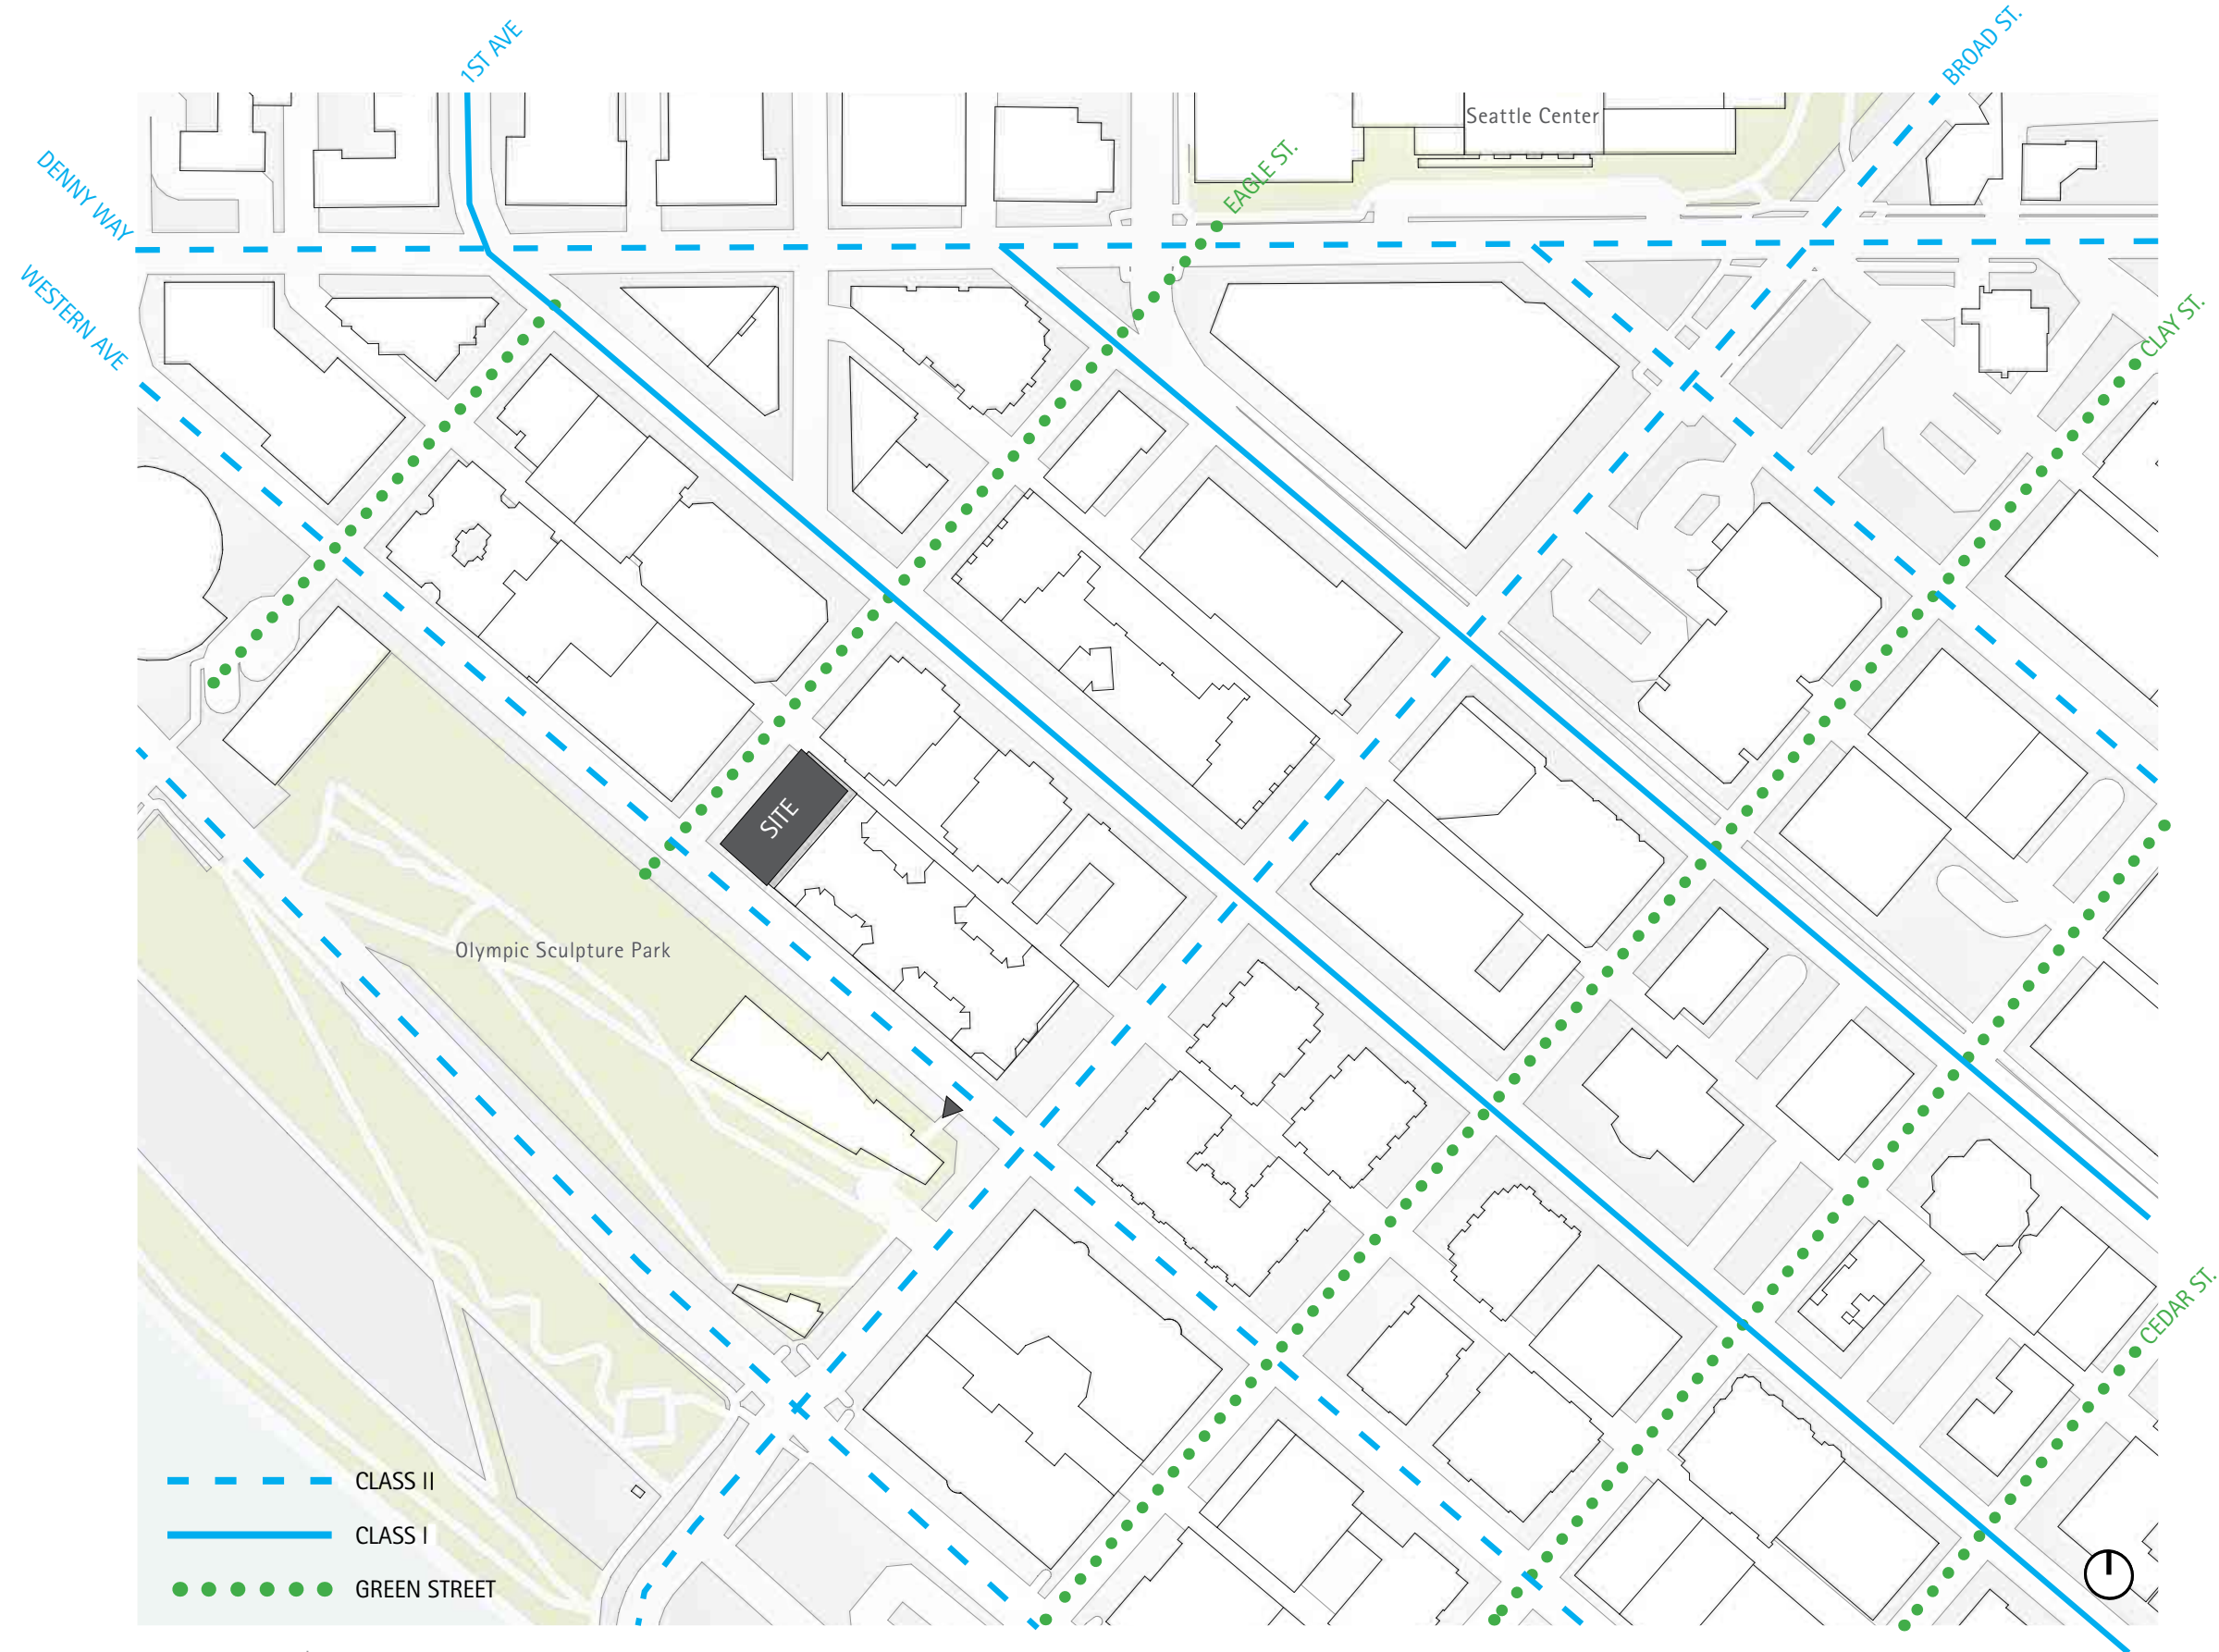 1ST AVE
BROAD ST.
Seattle Center
EAGLE ST.
DENNY WAY
WESTERN AVE
CLAY ST.
SITE
Olympic Sculpture Park
CEDAR ST.
CLASS II
CLASS I
GREEN STREET